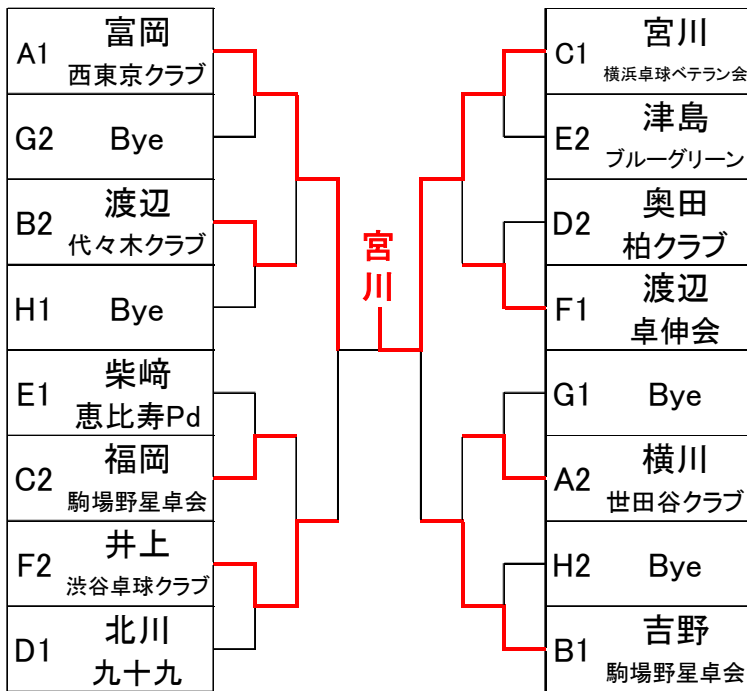 A1 富岡
西東京クラブ
G2 Bye
B2 渡辺
代々木クラブ
H1 Bye
E1 柴﨑
恵比寿Pd
C2 福岡
駒場野星卓会
F2 井上
渋谷卓球クラブ
D1 北川
九十九
宮川
C1 宮川
横浜卓球ベテラン会
E2 津島
ブルーグリーン
D2 奥田
柏クラブ
F1 渡辺
卓伸会
G1 Bye
A2 横川
世田谷クラブ
H2 Bye
B1 吉野
駒場野星卓会